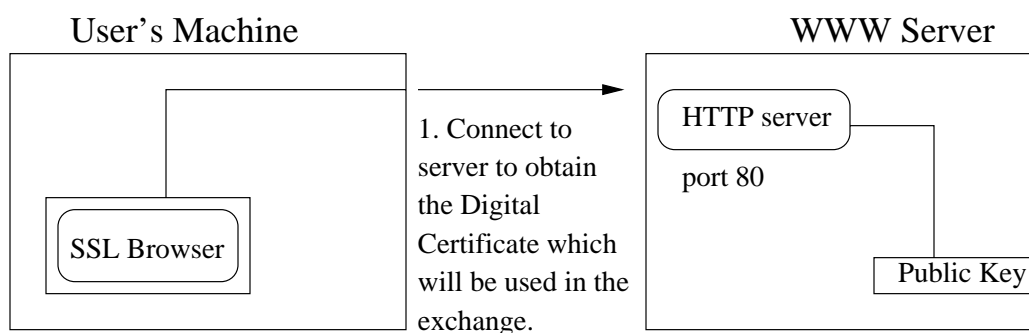 User's Machine
WWW Server
1. Connect to
server to obtain
the Digital
Certificate which
will be used in the
exchange.
SSL Browser
HTTP server
port 80
Public Key